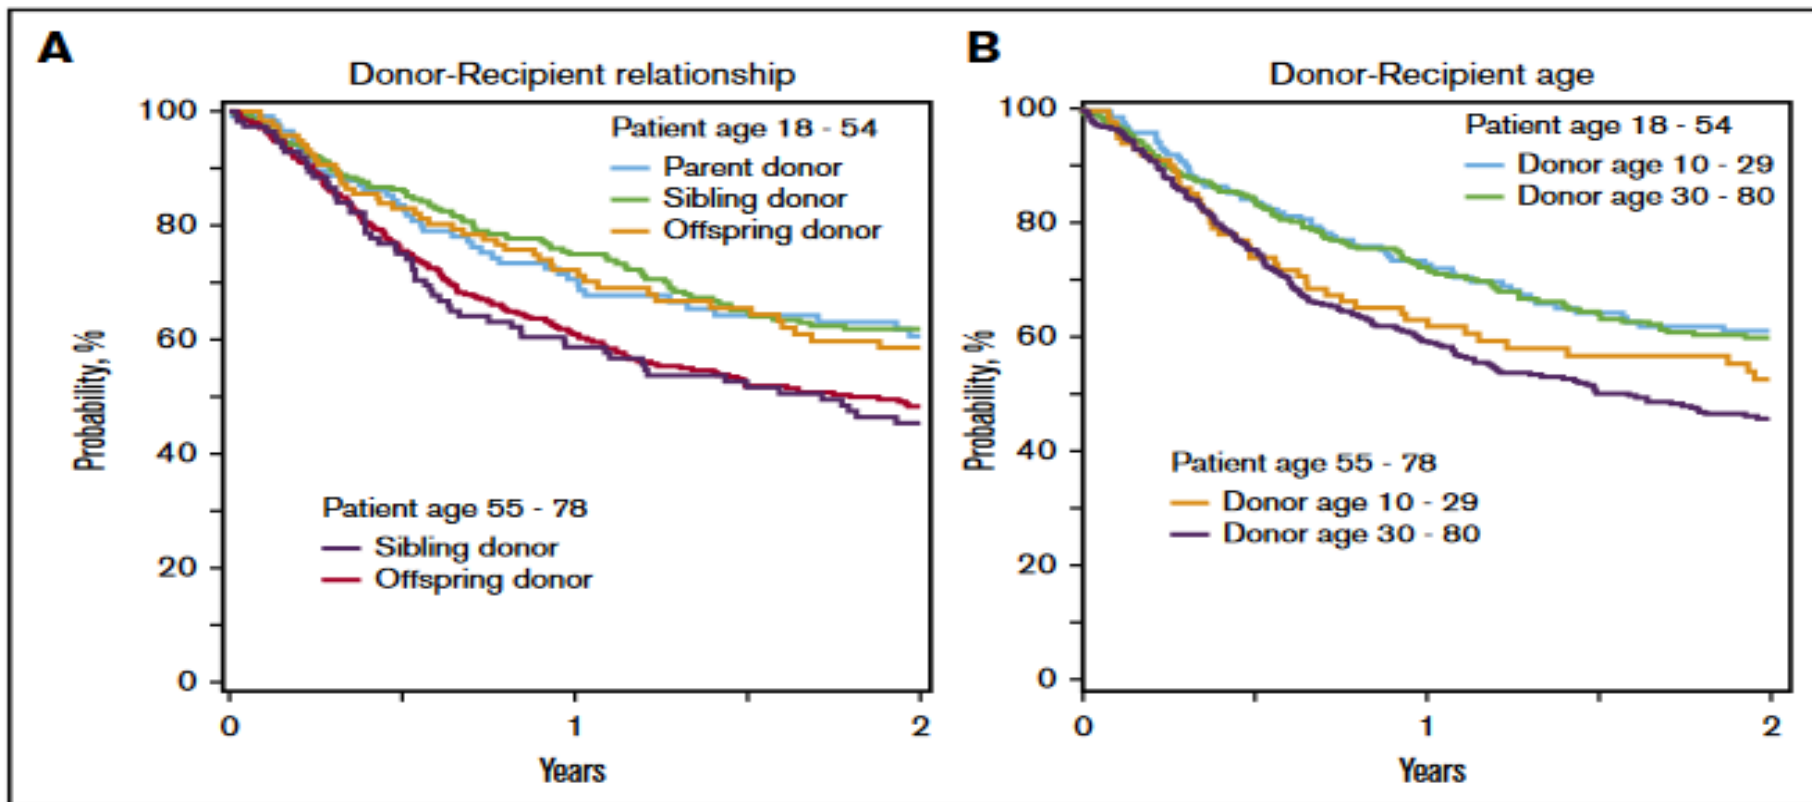 A
Donor-Recipient relationship
100
80
60
40
20
0
Probability, %
Patient age 18 - 54
Parent donor
Sibling donor
Offspring donor
Patient age 55 - 78
Sibling donor
Offspring donor
0
1
2
Years
B
Donor-Recipient age
100
80
60
40
20
0
Probability, %
Patient age 18 - 54
Donor age 10 - 29
Donor age 30 - 80
Patient age 55 - 78
Donor age 10 - 29
Donor age 30 - 80
0
1
2
Years